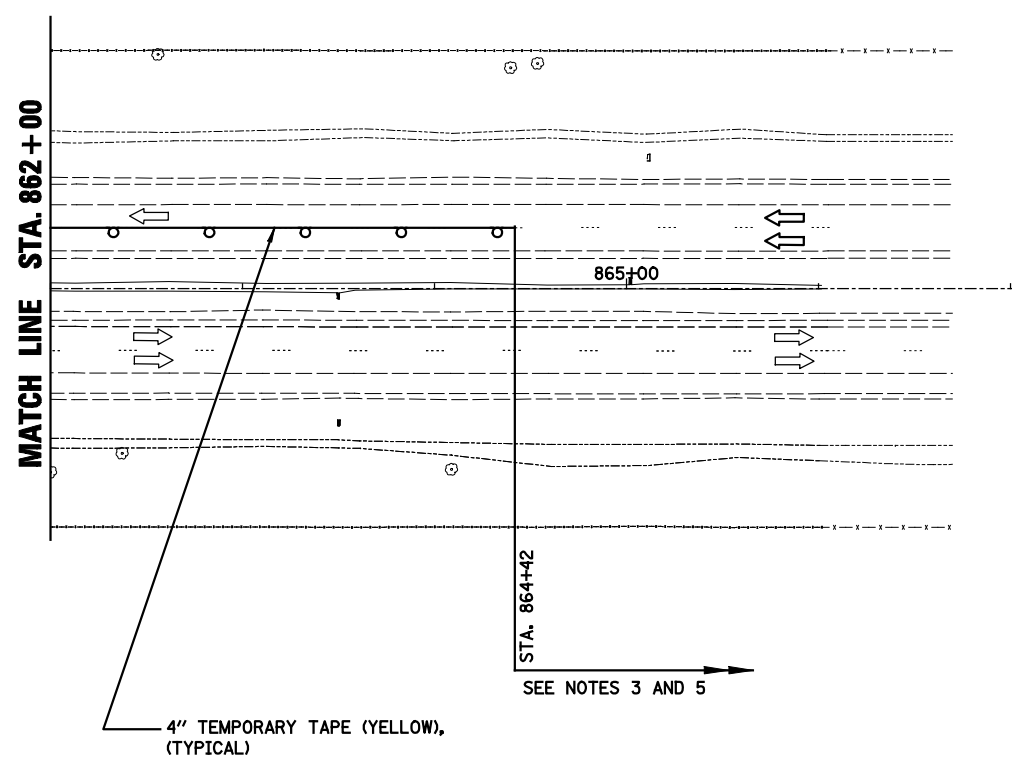 MATCH LINE STA. 862+00
865+00
STA. 864+42
SEE NOTES 3 AND 5
4" TEMPORARY TAPE (YELLOW),
(TYPICAL)